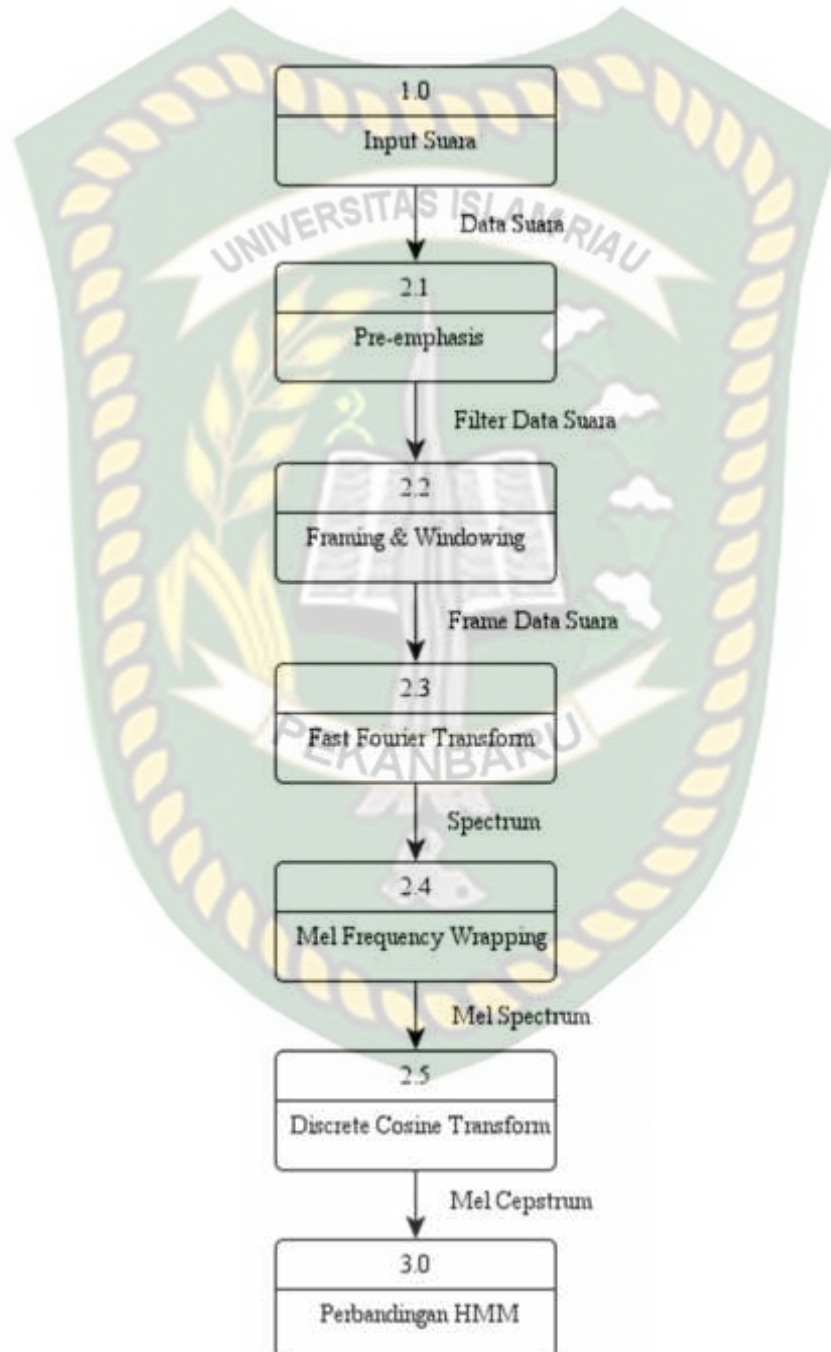 1.0
Input Suara
Data Suara
UNIVERSITAS ISLAM RIAU
2.1
Pre-emphasis
Filter Data Suara
2.2
Framing & Windowing
Frame Data Suara
2.3
Fast Fourier Transform
PEKANBARU
Spectrum
2.4
Mel Frequency Wrapping
Mel Spectrum
2.5
Discrete Cosine Transform
Mel Cepstrum
3.0
Perbandingan HMM